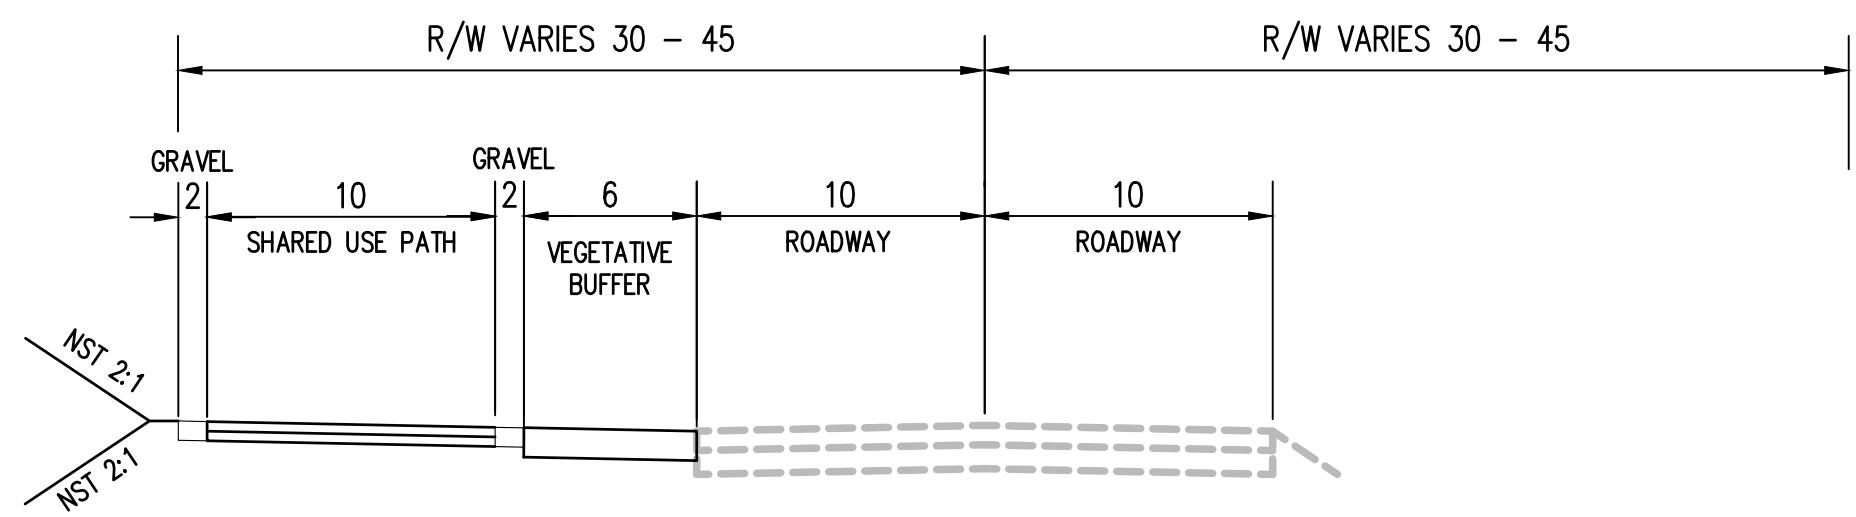 R/W VARIES 30 - 45
R/W VARIES 30 - 45
GRAVEL
GRAVEL
2
10
2
6
10
10
SHARED USE PATH
VEGETATIVE
BUFFER
ROADWAY
ROADWAY
NST 2:1
NST 2:1